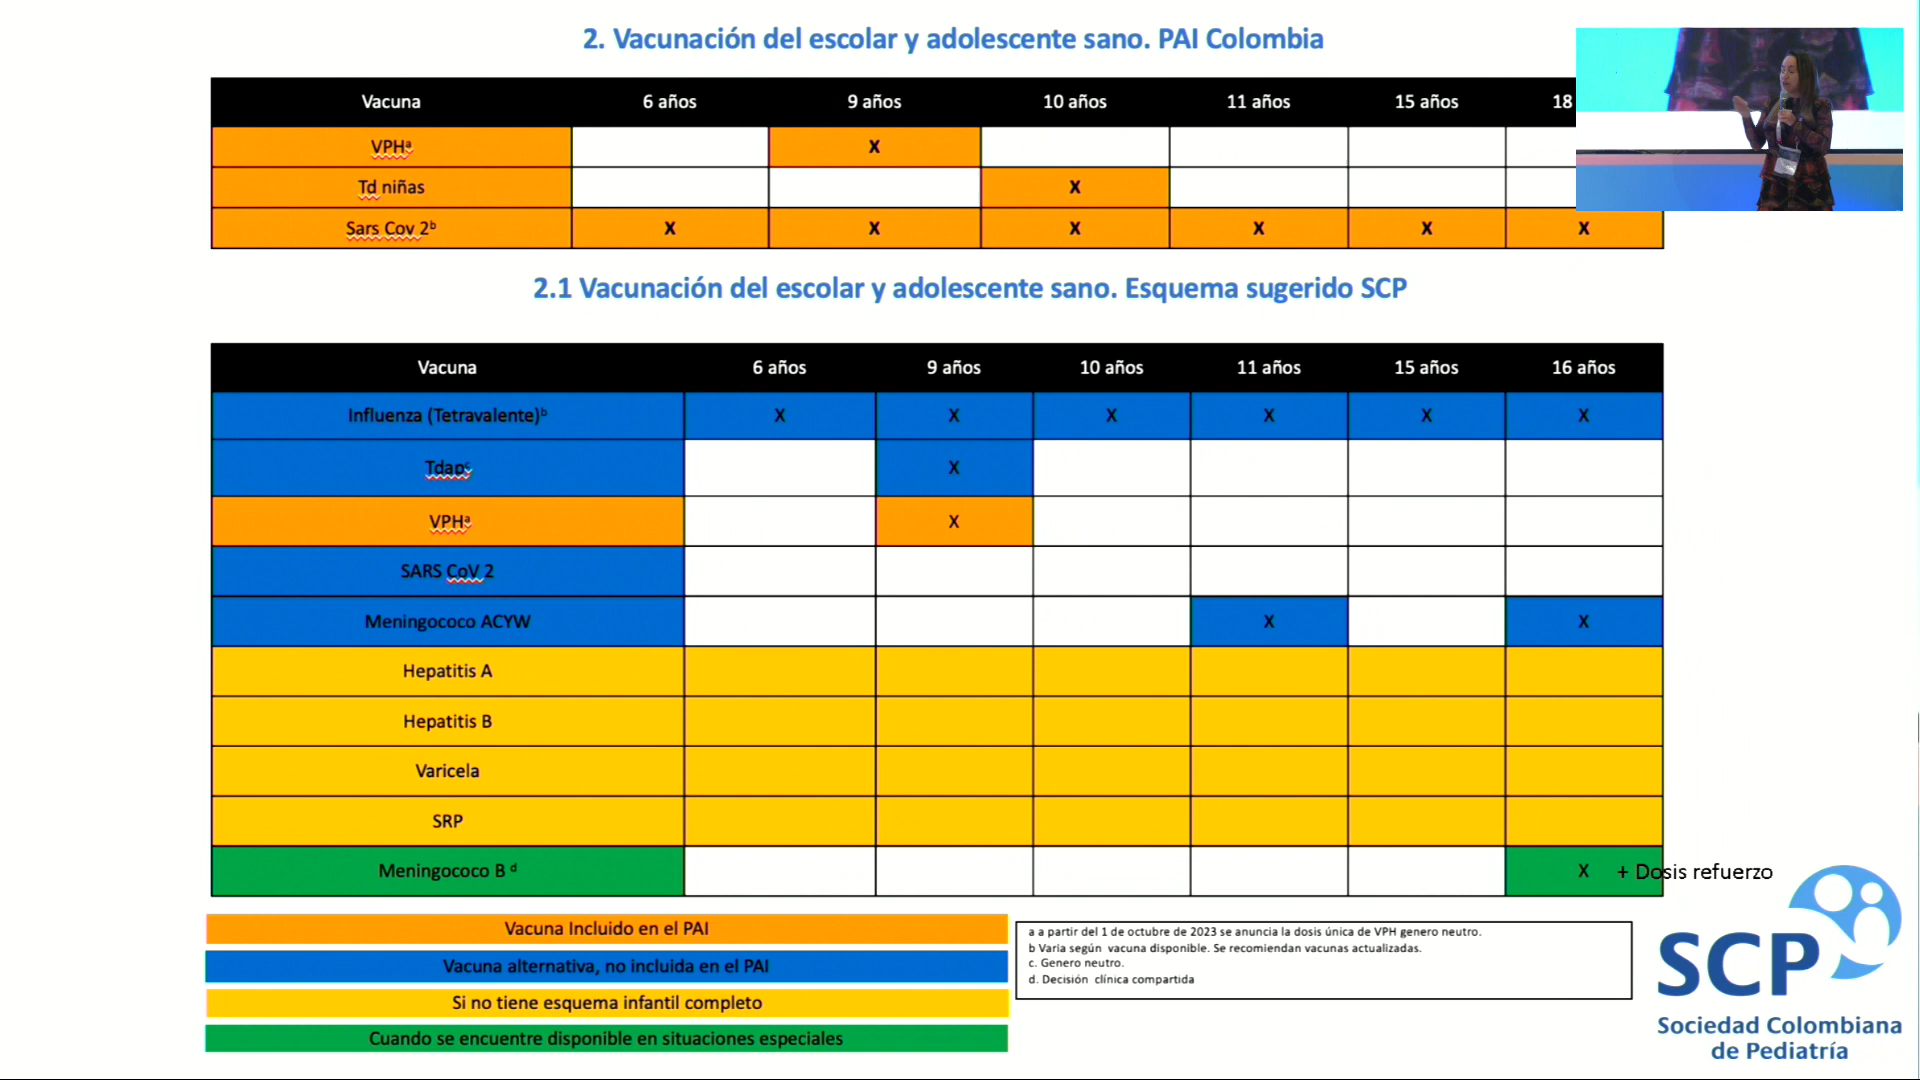 2. Vacunación del escolar y adolescente sano. PAI Colombia
Vacuna 6 años 9 años 10 años 11 años 15 años 18
VPHᵃ X
Td niñas X
Sars Cov 2ᵇ X X X X X X
2.1 Vacunación del escolar y adolescente sano. Esquema sugerido SCP
Vacuna 6 años 9 años 10 años 11 años 15 años 16 años
Influenza (Tetravalente)ᵇ X X X X X X
Tdapᶜ X
VPHᵃ X
SARS CoV 2
Meningococo ACYW X X
Hepatitis A
Hepatitis B
Varicela
SRP
Meningococo B ᵈ X + Dosis refuerzo
Vacuna Incluido en el PAI
Vacuna alternativa, no incluida en el PAI
Si no tiene esquema infantil completo
Cuando se encuentre disponible en situaciones especiales
a a partir del 1 de octubre de 2023 se anuncia la dosis única de VPH genero neutro.
b Varia según vacuna disponible. Se recomiendan vacunas actualizadas.
c. Genero neutro.
d. Decisión clínica compartida
SCP
Sociedad Colombiana
de Pediatría